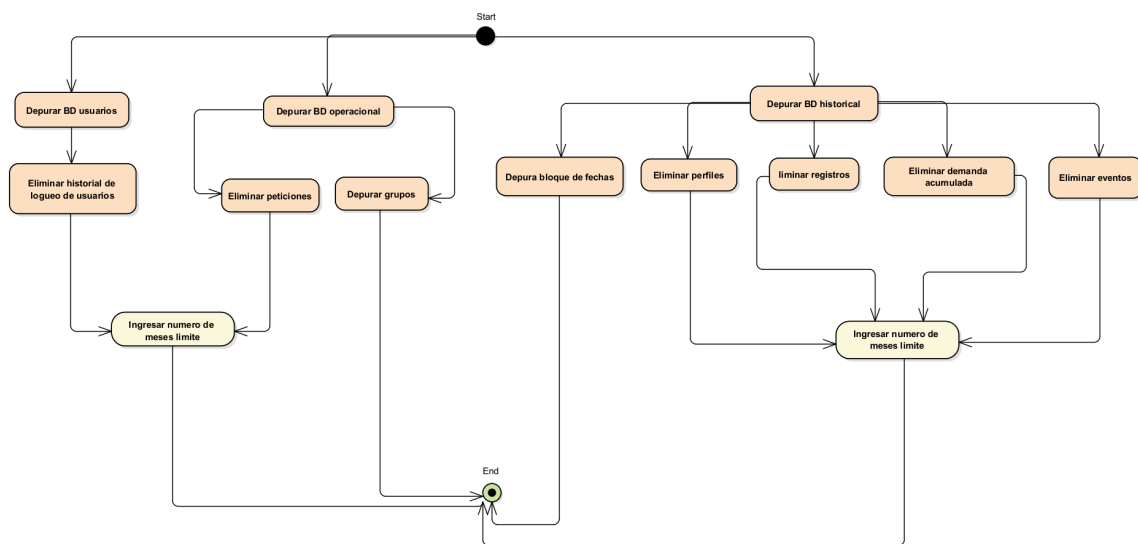 Start
Depurar BD usuarios
Depurar BD operacional
Depurar BD historical
Eliminar historial de
logueo de usuarios
Eliminar peticiones
Depurar grupos
Depura bloque de fechas
Eliminar perfiles
liminar registros
Eliminar demanda
acumulada
Eliminar eventos
Ingresar numero de
meses limite
Ingresar numero de
meses limite
End